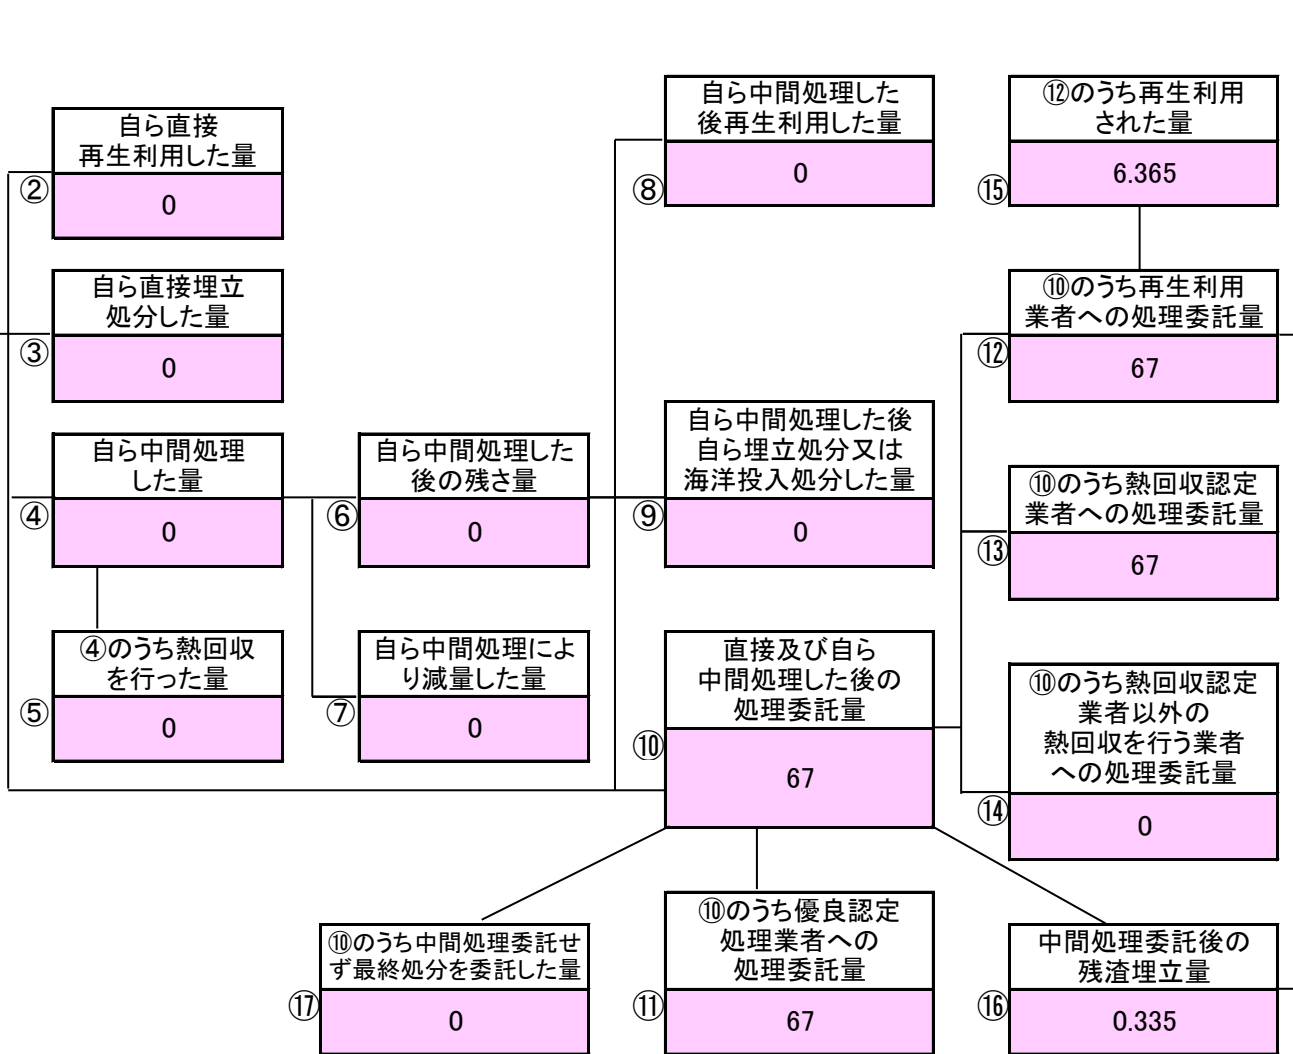 自ら直接
再生利用した量
②
0
自ら直接埋立
処分した量
③
0
自ら中間処理
した量
④
0
④のうち熱回収
を行った量
⑤
0
自ら中間処理した
後の残さ量
⑥
0
自ら中間処理によ
り減量した量
⑦
0
自ら中間処理した
後再生利用した量
⑧
0
自ら中間処理した後
自ら埋立処分又は
海洋投入処分した量
⑨
0
直接及び自ら
中間処理した後の
処理委託量
⑩
67
⑫のうち再生利用
された量
⑮
6.365
⑩のうち再生利用
業者への処理委託量
⑫
67
⑩のうち熱回収認定
業者への処理委託量
⑬
67
⑩のうち熱回収認定
業者以外の
熱回収を行う業者
への処理委託量
⑭
0
⑩のうち中間処理委託せ
ず最終処分を委託した量
⑰
0
⑩のうち優良認定
処理業者への
処理委託量
⑪
67
中間処理委託後の
残渣埋立量
⑯
0.335